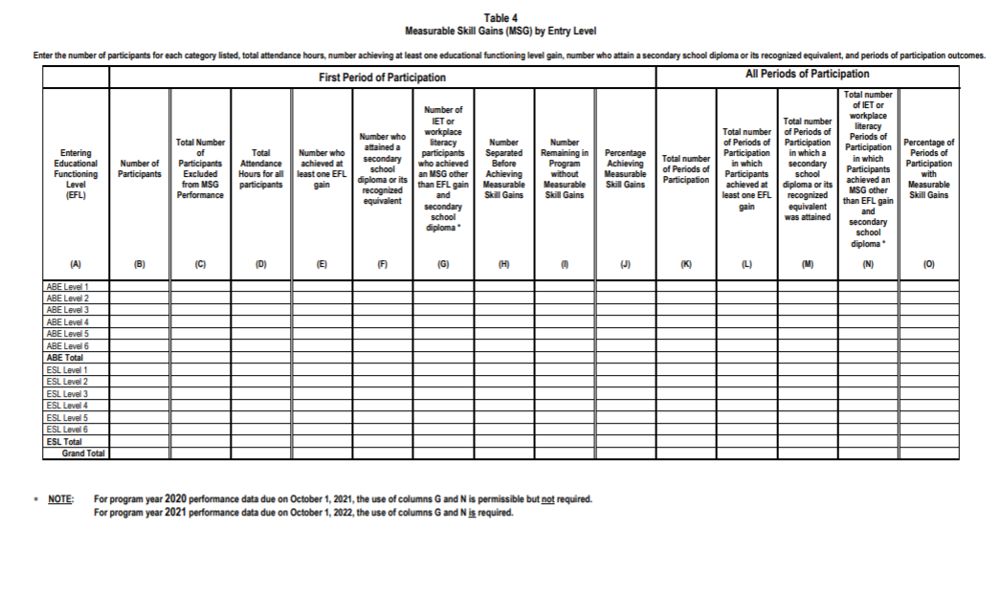 Table 4
Measurable Skill Gains (MSG) by Entry Level
Enter the number of participants for each category listed, total attendance hours, number achieving at least one educational functioning level gain, number who attain a secondary school diploma or its recognized equivalent, and periods of participation outcomes.
First Period of Participation
All Periods of Participation
Entering
Educational
Functioning
Level
(EFL)
(A)
Number of
Participants
(B)
Total Number
of
Participants
Excluded
from MSG
Performance
(C)
Total
Attendance
Hours for all
participants
(D)
Number who
achieved at
least one EFL
gain
(E)
Number who
attained a
secondary
school
diploma or its
recognized
equivalent
(F)
Number of
IET or
workplace
literacy
participants
who achieved
an MSG other
than EFL gain
and
secondary
school
diploma *
(G)
Number
Separated
Before
Achieving
Measurable
Skill Gains
(H)
Number
Remaining in
Program
without
Measurable
Skill Gains
(I)
Percentage
Achieving
Measurable
Skill Gains
(J)
Total number
of Periods of
Participation
(K)
Total number
of Periods of
Participation
in which
Participants
achieved at
least one EFL
gain
(L)
Total number
of Periods of
Participation
in which a
secondary
school
diploma or its
recognized
equivalent
was attained
(M)
Total number
of IET or
workplace
literacy
Periods of
Participation
in which
Participants
achieved an
MSG other
than EFL gain
and
secondary
school
diploma *
(N)
Percentage of
Periods of
Participation
with
Measurable
Skill Gains
(O)
ABE Level 1
ABE Level 2
ABE Level 3
ABE Level 4
ABE Level 5
ABE Level 6
ABE Total
ESL Level 1
ESL Level 2
ESL Level 3
ESL Level 4
ESL Level 5
ESL Level 6
ESL Total
Grand Total
* NOTE: For program year 2020 performance data due on October 1, 2021, the use of columns G and N is permissible but not required.
For program year 2021 performance data due on October 1, 2022, the use of columns G and N is required.